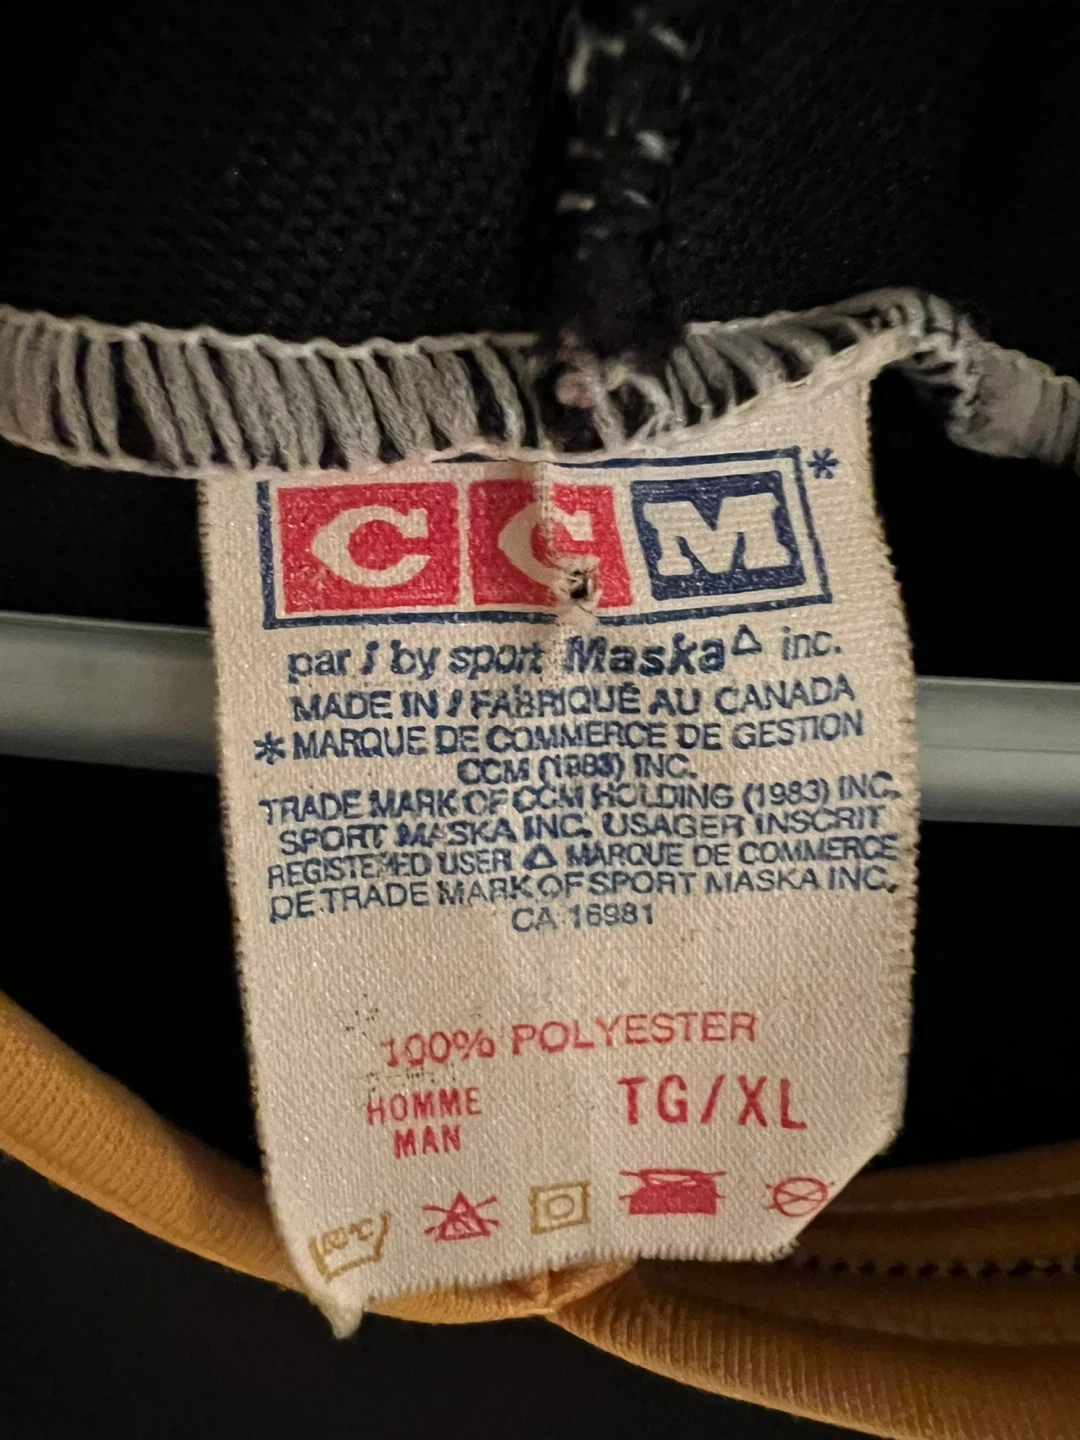 CCM*
par / by sport Maska△ inc.
MADE IN / FABRIQUÉ AU CANADA
*MARQUE DE COMMERCE DE GESTION
CCM (1983) INC.
TRADE MARK OF CCM HOLDING (1983) INC.
SPORT MASKA INC. USAGER INSCRIT
REGISTERED USER △ MARQUE DE COMMERCE
DE TRADE MARK OF SPORT MASKA INC.
CA 16981
100% POLYESTER
HOMME
MAN
TG/XL